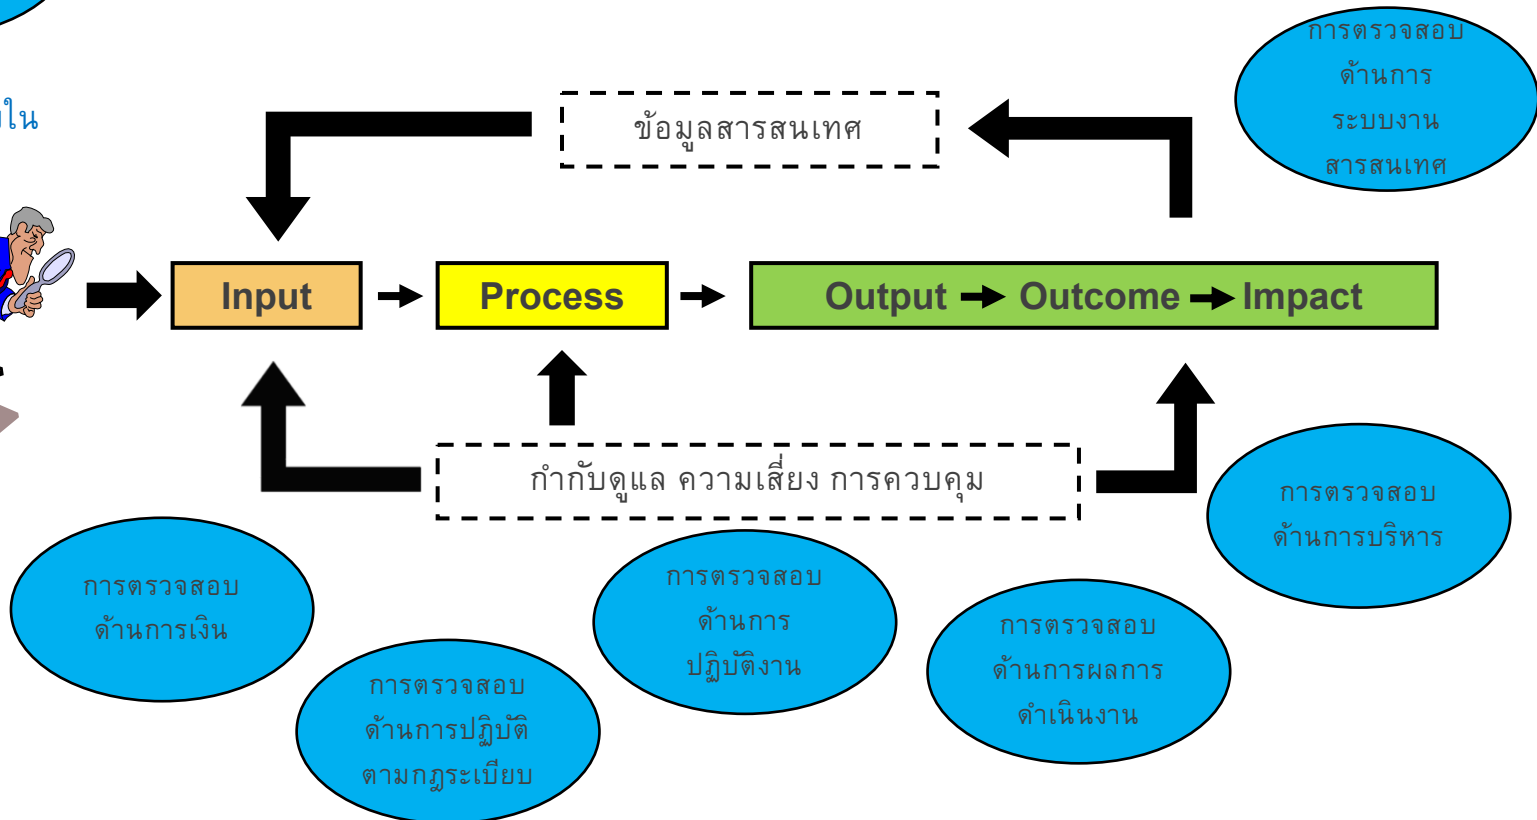 การตรวจสอบ
ด้านการ
ระบบงาน
สารสนเทศ
ข้อมูลสารสนเทศ
Input
Process
Output
Outcome
Impact
กำกับดูแล ความเสี่ยง การควบคุม
การตรวจสอบ
ด้านการบริหาร
การตรวจสอบ
ด้านการเงิน
การตรวจสอบ
ด้านการปฏิบัติ
ตามกฎระเบียบ
การตรวจสอบ
ด้านการ
ปฏิบัติงาน
การตรวจสอบ
ด้านการผลการ
ดำเนินงาน